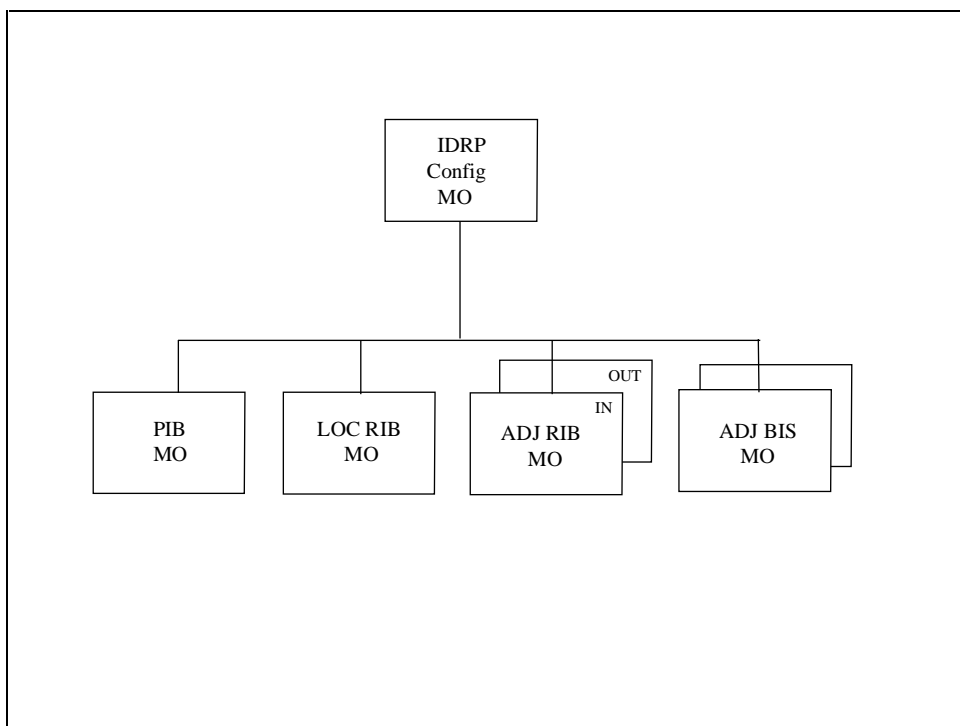 IDRP
Config
MO
OUT
IN
PIB
MO
LOC RIB
MO
ADJ RIB
MO
ADJ BIS
MO